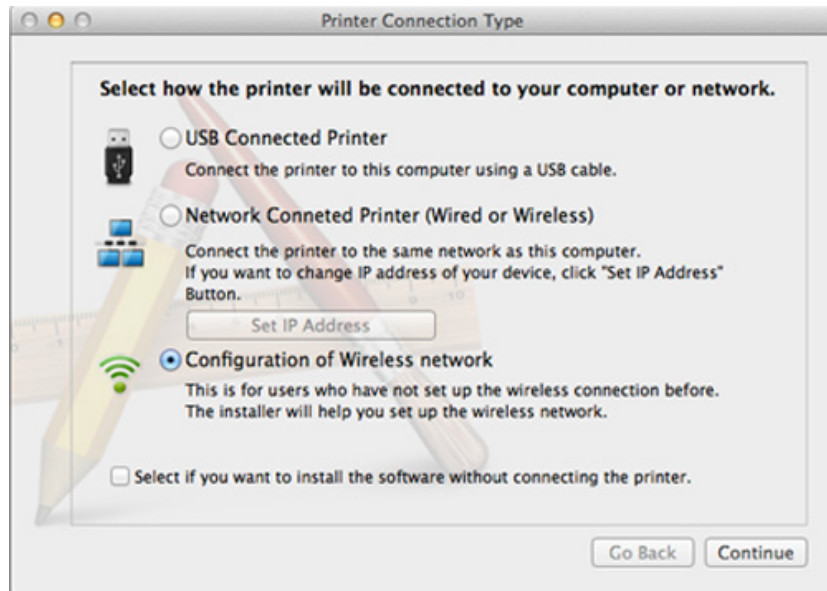 Printer Connection Type
Select how the printer will be connected to your computer or network.
USB Connected Printer
Connect the printer to this computer using a USB cable.
Network Conneted Printer (Wired or Wireless)
Connect the printer to the same network as this computer.
If you want to change IP address of your device, click "Set IP Address"
Button.
Set IP Address
Configuration of Wireless network
This is for users who have not set up the wireless connection before.
The installer will help you set up the wireless network.
Select if you want to install the software without connecting the printer.
Go Back
Continue